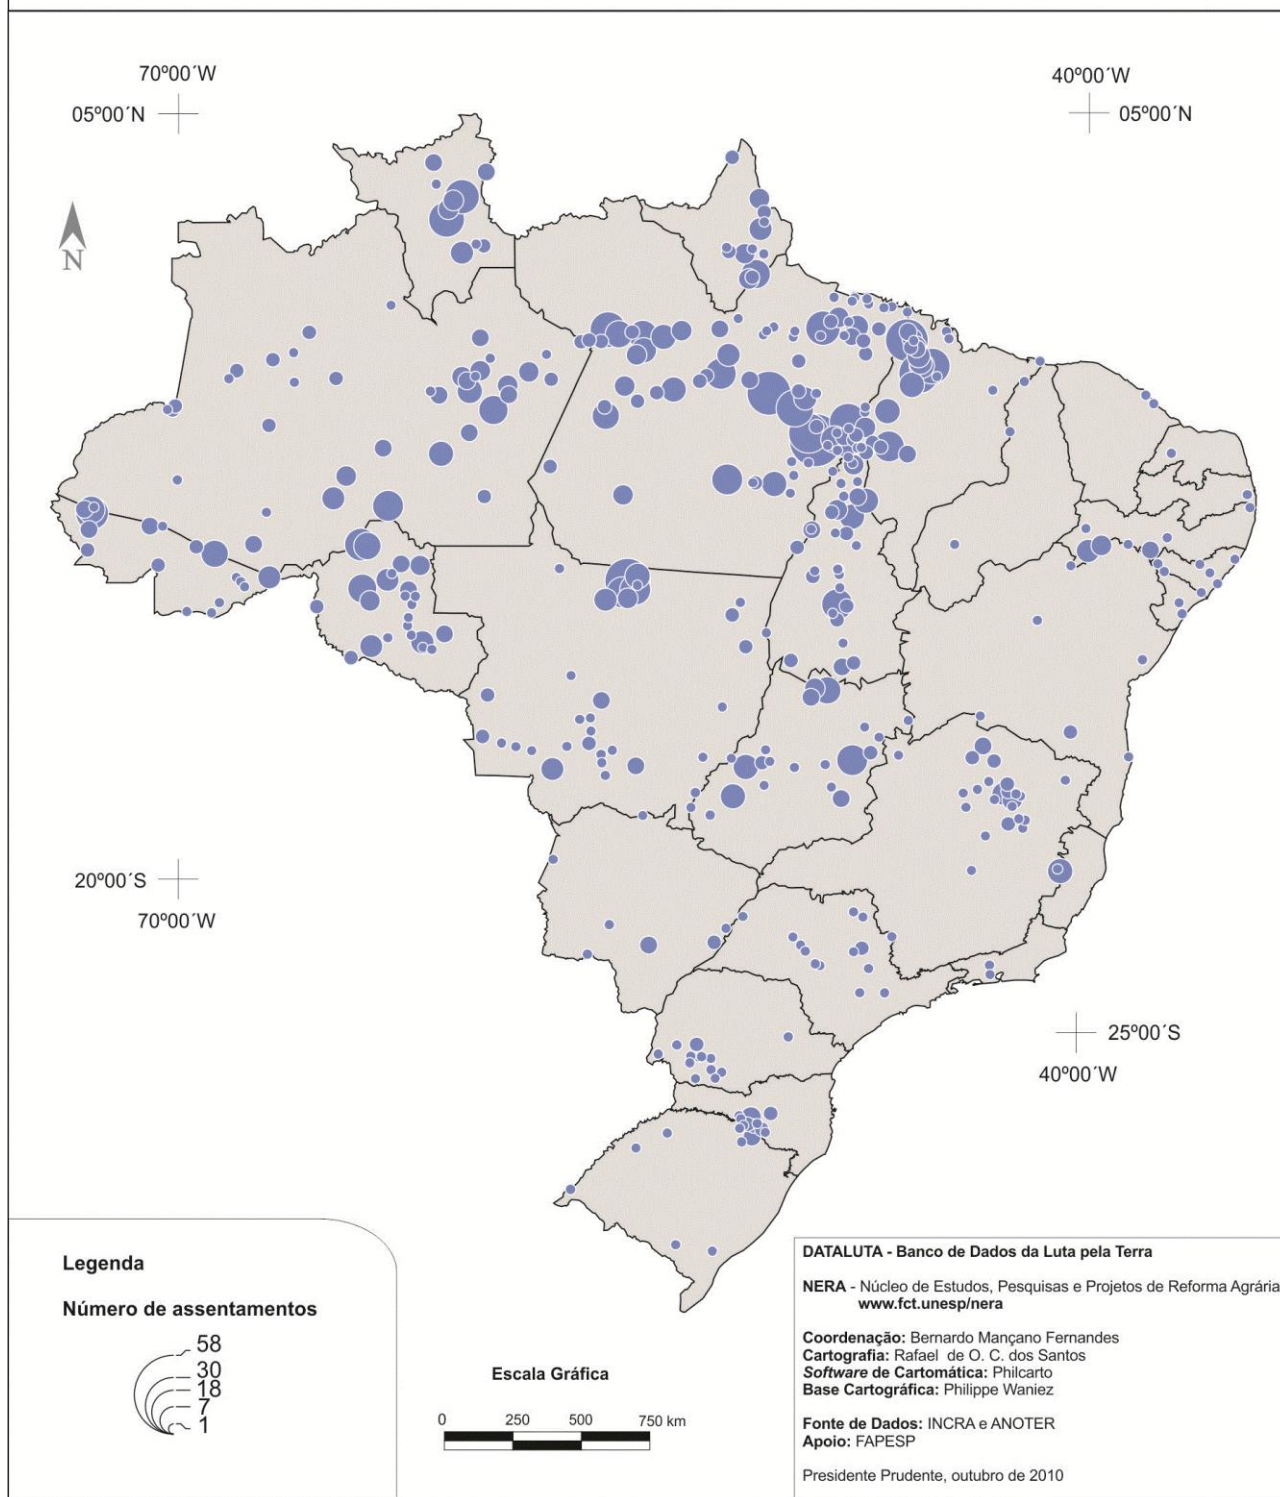 70º00´W
40º00´W
05º00´N
05º00´N
N
20º00´S
70º00´W
25º00´S
40º00´W
Legenda
Número de assentamentos
58
30
18
7
1
Escala Gráfica
0 250 500 750 km
DATALUTA - Banco de Dados da Luta pela Terra
NERA - Núcleo de Estudos, Pesquisas e Projetos de Reforma Agrária
www.fct.unesp/nera
Coordenação: Bernardo Mançano Fernandes
Cartografia: Rafael de O. C. dos Santos
Software de Cartomática: Philcarto
Base Cartográfica: Philippe Waniez
Fonte de Dados: INCRA e ANOTER
Apoio: FAPESP
Presidente Prudente, outubro de 2010